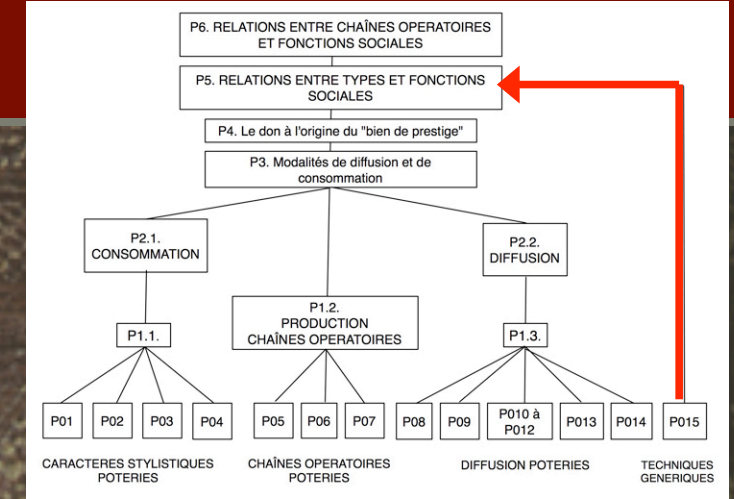 P6. RELATIONS ENTRE CHAÎNES OPERATOIRES
ET FONCTIONS SOCIALES
P5. RELATIONS ENTRE TYPES ET FONCTIONS
SOCIALES
P4. Le don à l'origine du "bien de prestige"
P3. Modalités de diffusion et de
consommation
P2.1.
CONSOMMATION
P2.2.
DIFFUSION
P1.1.
P1.2.
PRODUCTION
CHAÎNES OPERATOIRES
P1.3.
P01
P02
P03
P04
P05
P06
P07
P08
P09
P010 à
P012
P013
P014
P015
CARACTERES STYLISTIQUES
POTERIES
CHAÎNES OPERATOIRES
POTERIES
DIFFUSION POTERIES
TECHNIQUES
GENERIQUES